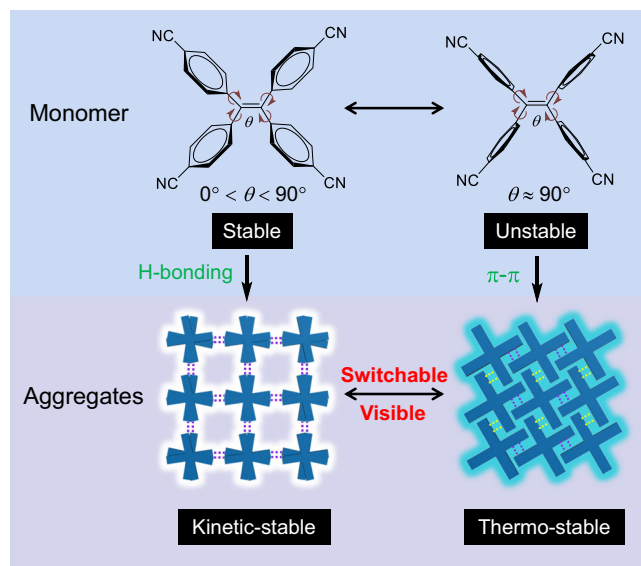 CN
NC
CN
NC
Monomer
θ
θ
NC
CN
NC
CN
0° < θ < 90°
θ ≈ 90°
Stable
Unstable
H-bonding
π-π
Aggregates
Switchable
Visible
Kinetic-stable
Thermo-stable